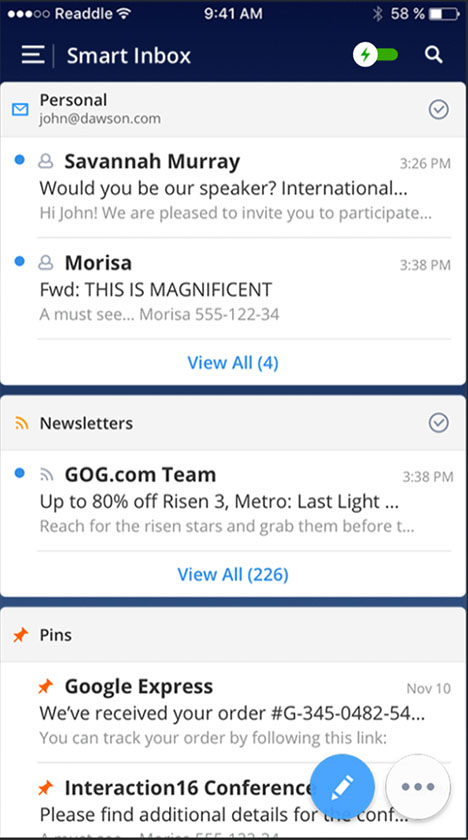 Readdle 9:41 AM 58 %
Smart Inbox
Personal
john@dawson.com
Savannah Murray 3:26 PM
Would you be our speaker? International...
Hi John! We are pleased to invite you to participate...
Morisa 3:38 PM
Fwd: THIS IS MAGNIFICENT
A must see... Morisa 555-122-34
View All (4)
Newsletters
GOG.com Team 3:38 PM
Up to 80% off Risen 3, Metro: Last Light ...
Reach for the risen stars and grab them before t...
View All (226)
Pins
Google Express Nov 10
We've received your order #G-345-0482-54...
You can track your order by following this link:
Interaction16 Conference
Please find additional details for the conf...
A must see... Morisa 555-122-34